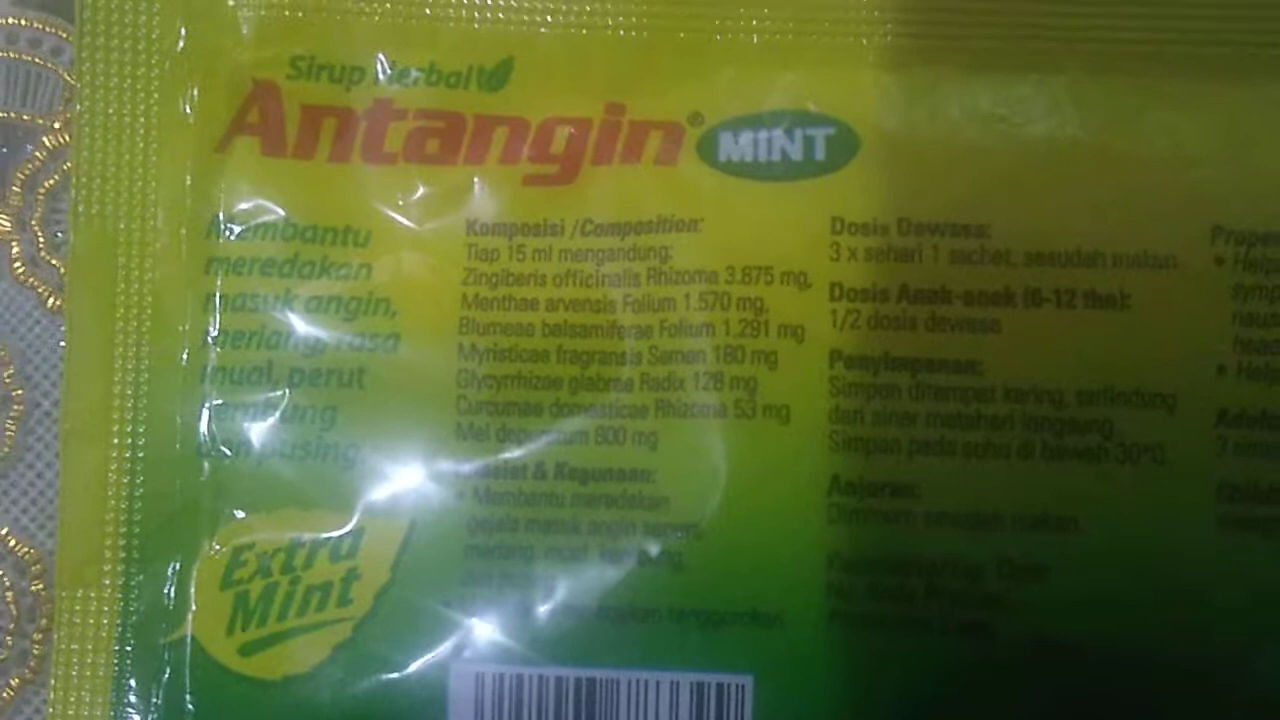 Sirup Herbal
Antangin® MINT
Membantu
meredakan
masuk angin,
meriang, rasa
mual, perut
kembung
dan pusing
Extra
Mint
Komposisi /Composition:
Tiap 15 ml mengandung:
Zingiberis officinalis Rhizoma 3.875 mg,
Menthae arvensis Folium 1.570 mg,
Blumeae balsamiferae Folium 1.291 mg
Myristicae fragransis Semen 180 mg
Glycyrrhizae glabrae Radix 128 mg
Curcumae domesticae Rhizoma 53 mg
Mel depuratum 800 mg
Khasiat & Kegunaan:
• Membantu meredakan
gejala masuk angin seperti
meriang, mual, kembung,
tenggorokan
Dosis Dewasa:
3 x sehari 1 sachet, sesudah makan
Dosis Anak-anak (6-12 thn):
1/2 dosis dewasa
Penyimpanan:
Simpan ditempat kering, terlindung
dari sinar matahari langsung
Simpan pada suhu di bawah 30°C
Anjuran:
Diminum sesudah makan